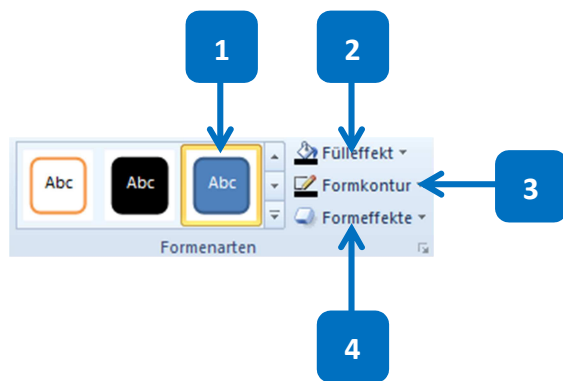 1
2
Abc
Abc
Abc
Fülleffekt
Formkontur
3
Formeffekte
Formenarten
4